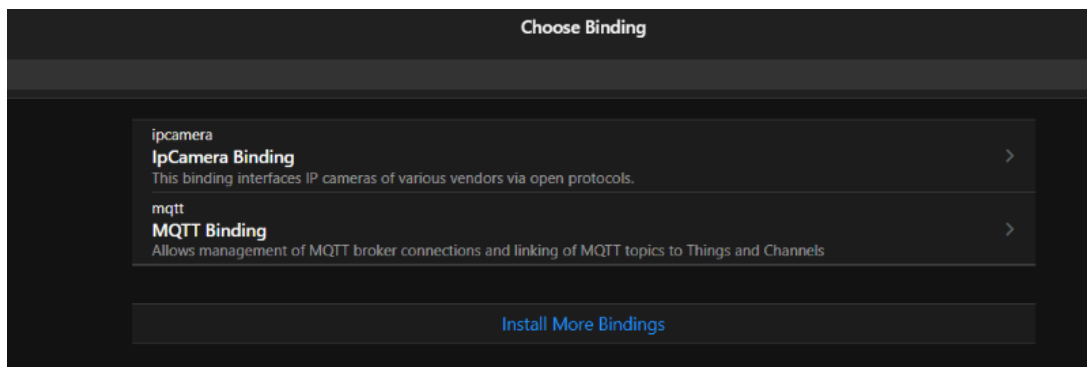 Choose Binding
ipcamera
IpCamera Binding
This binding interfaces IP cameras of various vendors via open protocols.
mqtt
MQTT Binding
Allows management of MQTT broker connections and linking of MQTT topics to Things and Channels
Install More Bindings